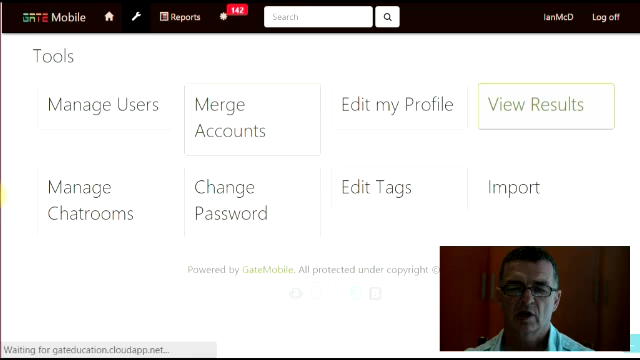 GATE Mobile
Reports
142
Search
IanMcD
Log off
Tools
Manage Users
Merge
Accounts
Edit my Profile
View Results
Manage
Chatrooms
Change
Password
Edit Tags
Import
Powered by GateMobile. All protected under copyright ©
Waiting for gateducation.cloudapp.net...